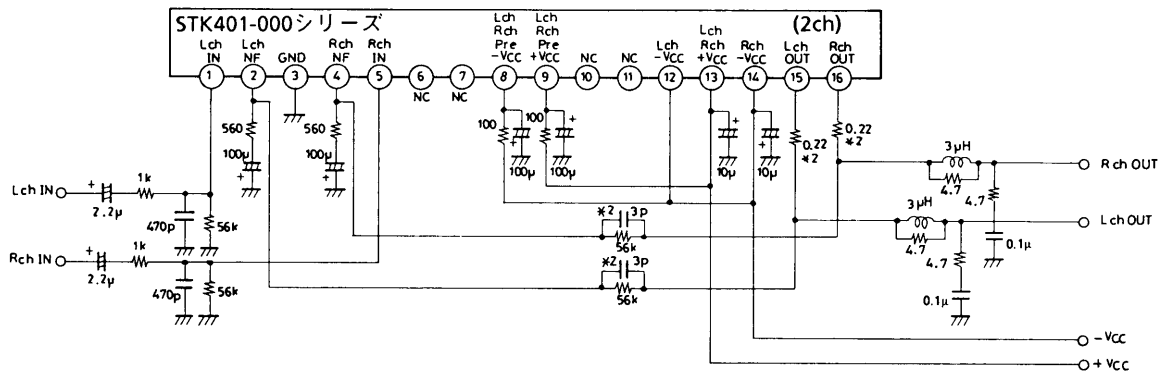 STK401-000シリーズ (2ch)
Lch IN
Lch NF
GND
Rch NF
Rch IN
Lch Rch Pre -VCC
Lch Rch Pre +VCC
NC
NC
Lch -VCC
Lch Rch +VCC
Rch -VCC
Lch OUT
Rch OUT
1 2 3 4 5 6 7 8 9 10 11 12 13 14 15 16
NC NC
560
100μ
560
100μ
100
+
100μ
100
+
100μ
+
10μ
+
10μ
0.22
*2
0.22
*2
3μH
4.7
Rch OUT
4.7
3μH
4.7
Lch OUT
4.7
0.1μ
0.1μ
Lch IN
+
2.2μ
1k
470p
56k
Rch IN
+
2.2μ
1k
470p
56k
*2 3p
56k
*2 3p
56k
-VCC
+VCC